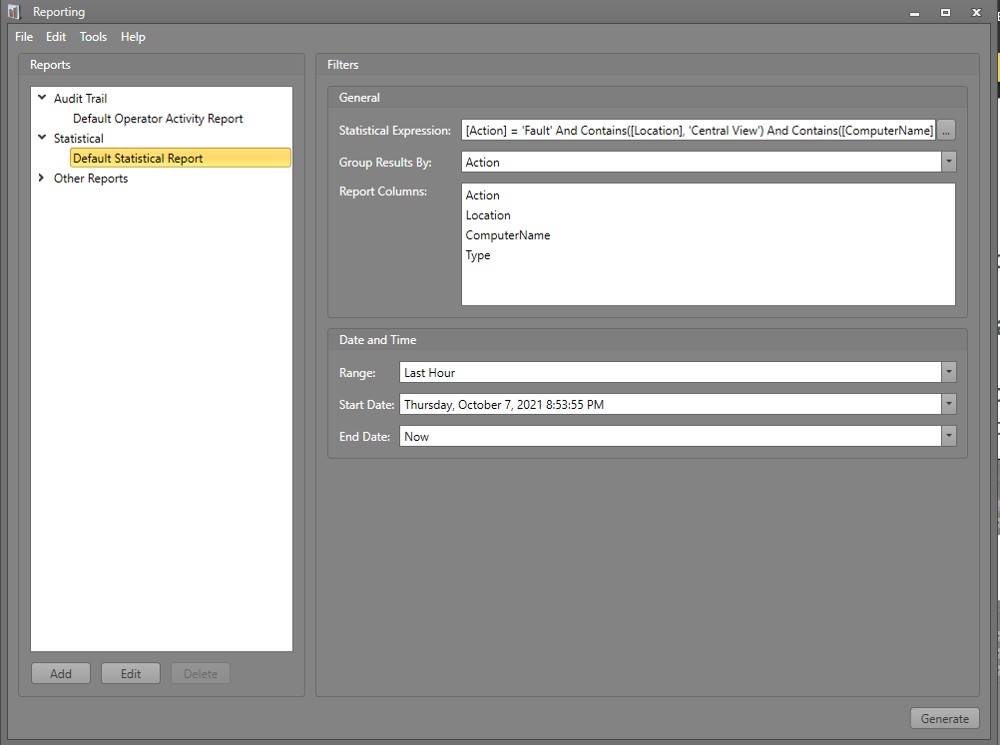 Reporting
File Edit Tools Help
Reports
Audit Trail
Default Operator Activity Report
Statistical
Default Statistical Report
Other Reports
Add Edit Delete
Filters
General
Statistical Expression: [Action] = 'Fault' And Contains([Location], 'Central View') And Contains([ComputerName] ...
Group Results By: Action
Report Columns:
Action
Location
ComputerName
Type
Date and Time
Range: Last Hour
Start Date: Thursday, October 7, 2021 8:53:55 PM
End Date: Now
Generate